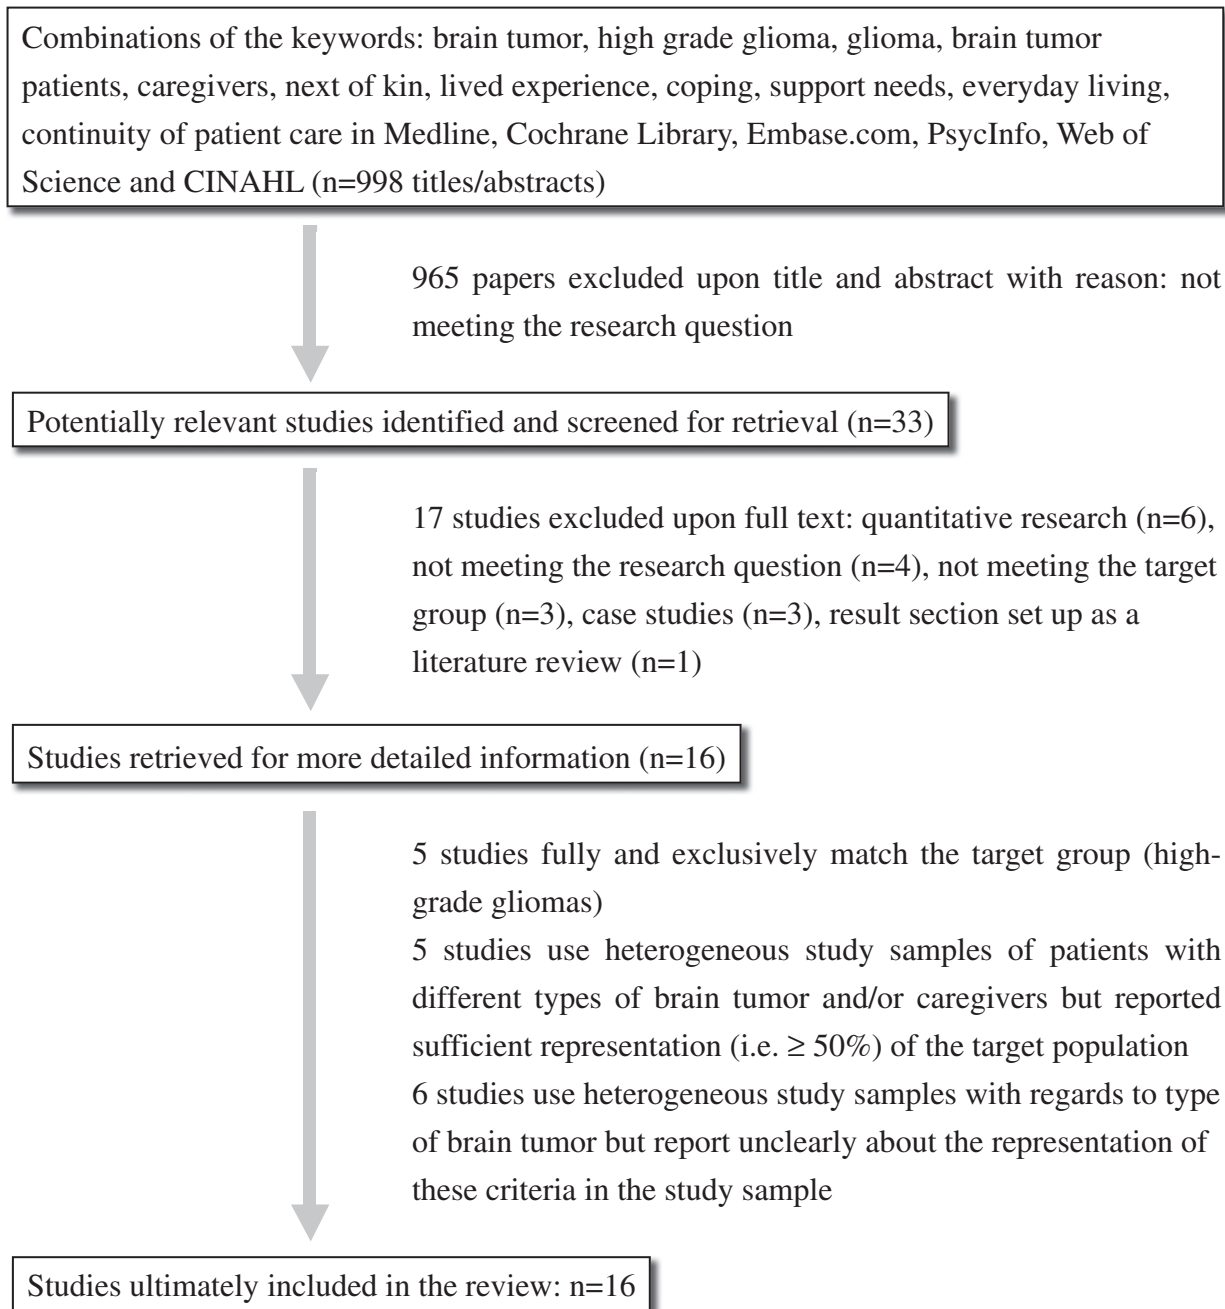 Combinations of the keywords: brain tumor, high grade glioma, glioma, brain tumor
patients, caregivers, next of kin, lived experience, coping, support needs, everyday living,
continuity of patient care in Medline, Cochrane Library, Embase.com, PsycInfo, Web of
Science and CINAHL (n=998 titles/abstracts)
965 papers excluded upon title and abstract with reason: not
meeting the research question
Potentially relevant studies identified and screened for retrieval (n=33)
17 studies excluded upon full text: quantitative research (n=6),
not meeting the research question (n=4), not meeting the target
group (n=3), case studies (n=3), result section set up as a
literature review (n=1)
Studies retrieved for more detailed information (n=16)
5 studies fully and exclusively match the target group (high-
grade gliomas)
5 studies use heterogeneous study samples of patients with
different types of brain tumor and/or caregivers but reported
sufficient representation (i.e. ≥ 50%) of the target population
6 studies use heterogeneous study samples with regards to type
of brain tumor but report unclearly about the representation of
these criteria in the study sample
Studies ultimately included in the review: n=16